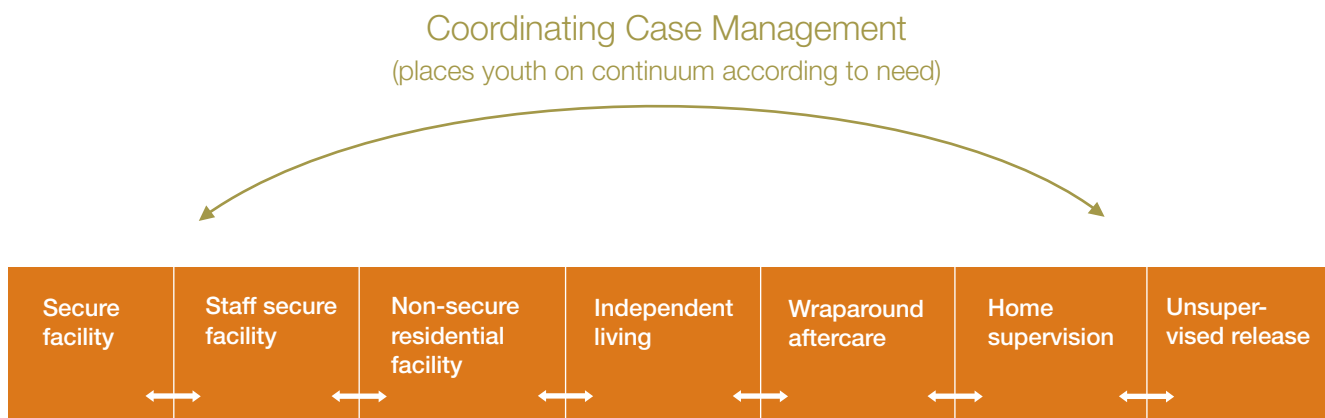 Coordinating Case Management
(places youth on continuum according to need)
Secure
facility
Staff secure
facility
Non-secure
residential
facility
Independent
living
Wraparound
aftercare
Home
supervision
Unsuper-
vised release